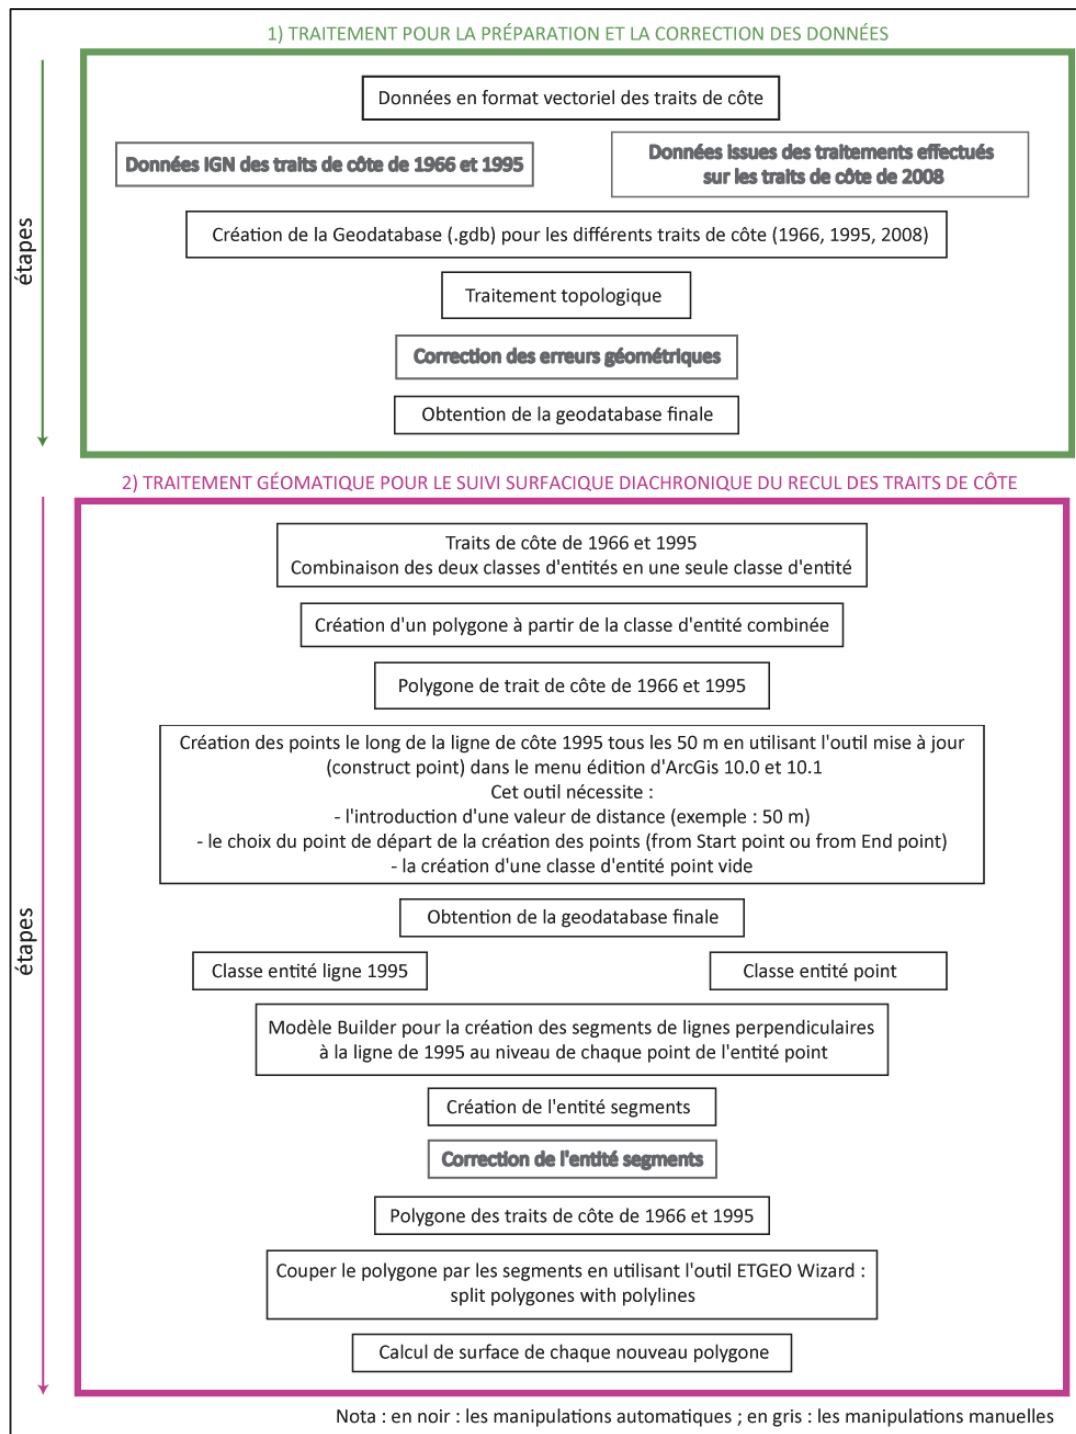 1) TRAITEMENT POUR LA PRÉPARATION ET LA CORRECTION DES DONNÉES
étapes
Données en format vectoriel des traits de côte
Données IGN des traits de côte de 1966 et 1995
Données issues des traitements effectués
sur les traits de côte de 2008
Création de la Geodatabase (.gdb) pour les différents traits de côte (1966, 1995, 2008)
Traitement topologique
Correction des erreurs géométriques
Obtention de la geodatabase finale
2) TRAITEMENT GÉOMATIQUE POUR LE SUIVI SURFACIQUE DIACHRONIQUE DU RECUL DES TRAITS DE CÔTE
étapes
Traits de côte de 1966 et 1995
Combinaison des deux classes d'entités en une seule classe d'entité
Création d'un polygone à partir de la classe d'entité combinée
Polygone de trait de côte de 1966 et 1995
Création des points le long de la ligne de côte 1995 tous les 50 m en utilisant l'outil mise à jour
(construct point) dans le menu édition d'ArcGis 10.0 et 10.1
Cet outil nécessite :
- l'introduction d'une valeur de distance (exemple : 50 m)
- le choix du point de départ de la création des points (from Start point ou from End point)
- la création d'une classe d'entité point vide
Obtention de la geodatabase finale
Classe entité ligne 1995
Classe entité point
Modèle Builder pour la création des segments de lignes perpendiculaires
à la ligne de 1995 au niveau de chaque point de l'entité point
Création de l'entité segments
Correction de l'entité segments
Polygone des traits de côte de 1966 et 1995
Couper le polygone par les segments en utilisant l'outil ETGEO Wizard :
split polygones with polylines
Calcul de surface de chaque nouveau polygone
Nota : en noir : les manipulations automatiques ; en gris : les manipulations manuelles